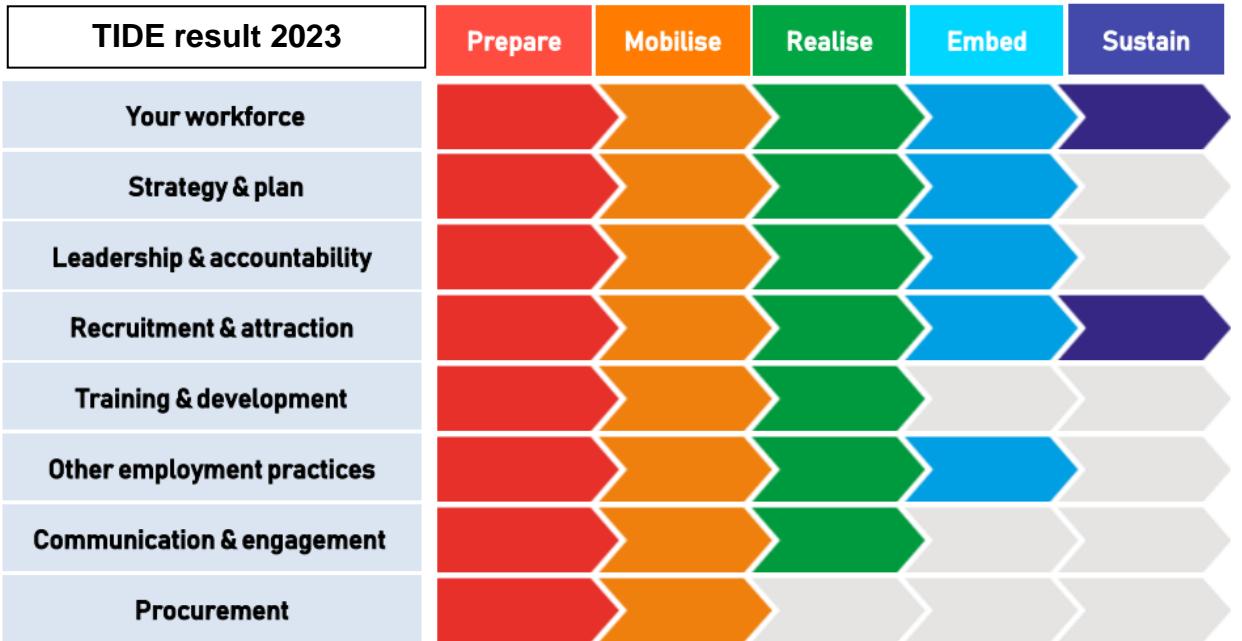 TIDE result 2023
Prepare
Mobilise
Realise
Embed
Sustain
Your workforce
Strategy & plan
Leadership & accountability
Recruitment & attraction
Training & development
Other employment practices
Communication & engagement
Procurement